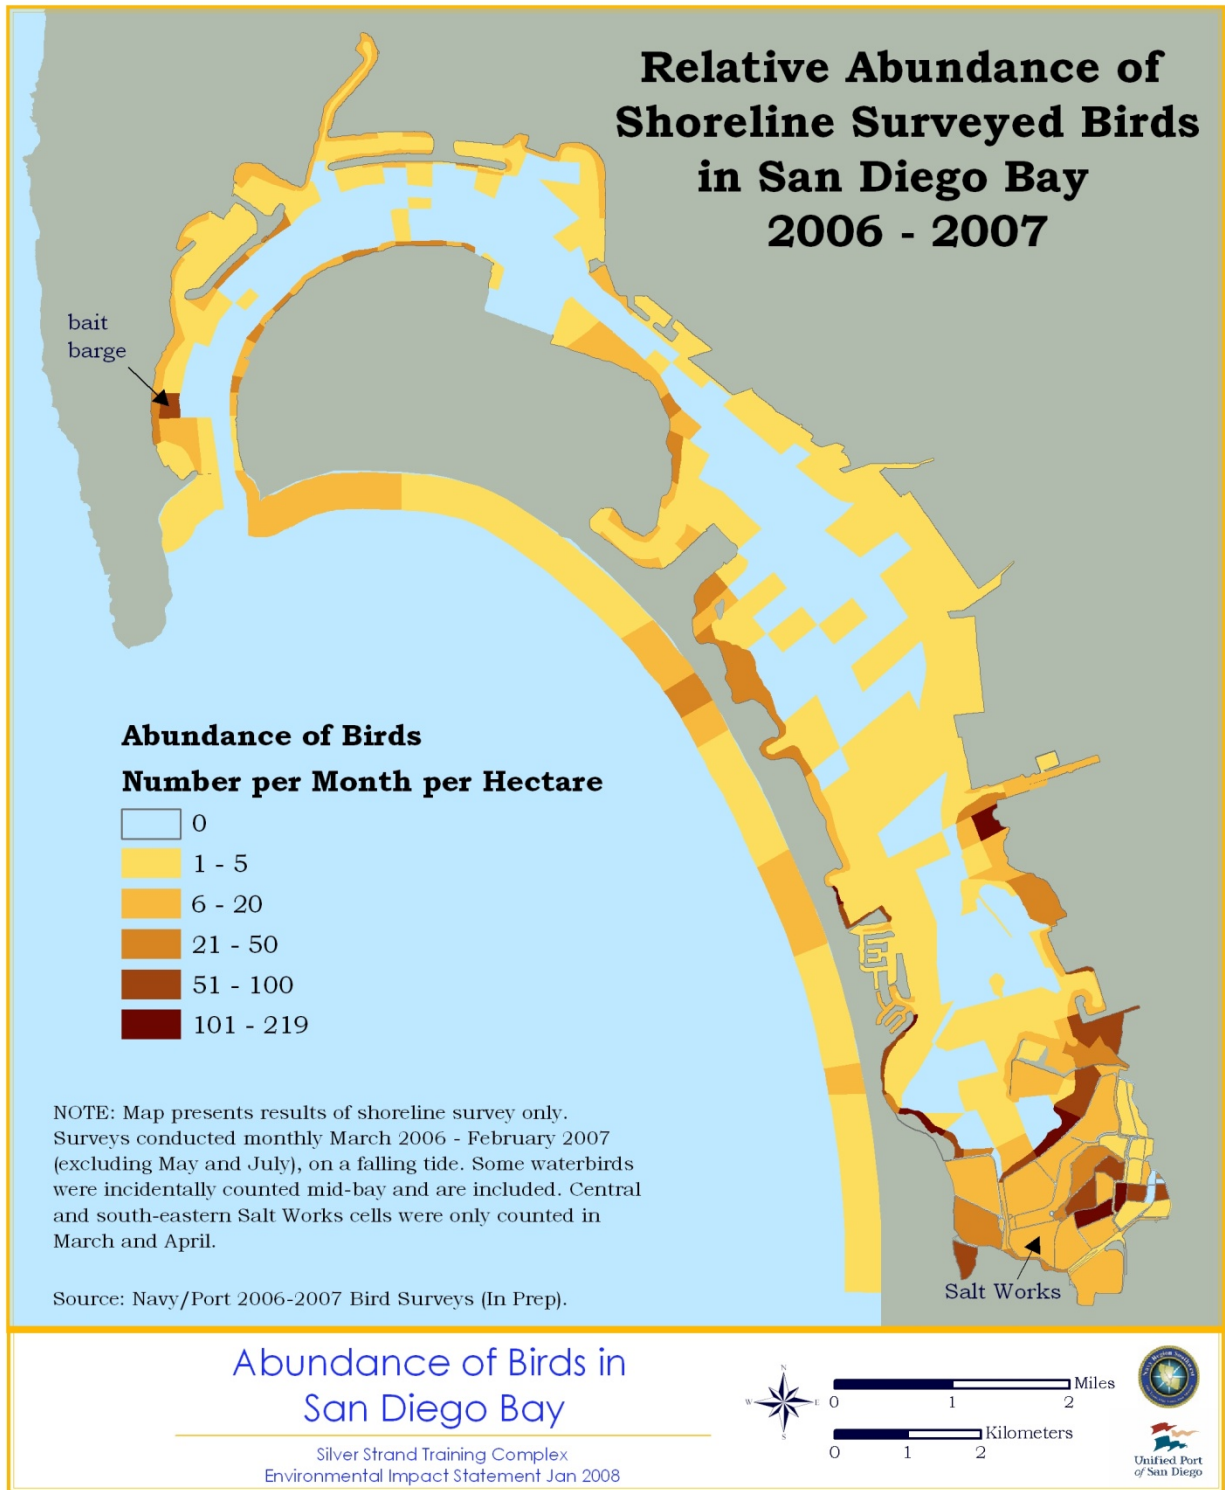 Relative Abundance of
Shoreline Surveyed Birds
in San Diego Bay
2006 - 2007
bait
barge
Abundance of Birds
Number per Month per Hectare
0
1 - 5
6 - 20
21 - 50
51 - 100
101 - 219
NOTE: Map presents results of shoreline survey only.
Surveys conducted monthly March 2006 - February 2007
(excluding May and July), on a falling tide. Some waterbirds
were incidentally counted mid-bay and are included. Central
and south-eastern Salt Works cells were only counted in
March and April.
Source: Navy/Port 2006-2007 Bird Surveys (In Prep).
Salt Works
Abundance of Birds in
San Diego Bay
Silver Strand Training Complex
Environmental Impact Statement Jan 2008
N
W E
S
Miles
0 1 2
Kilometers
0 1 2
Navy Region Southwest
Unified Port
of San Diego